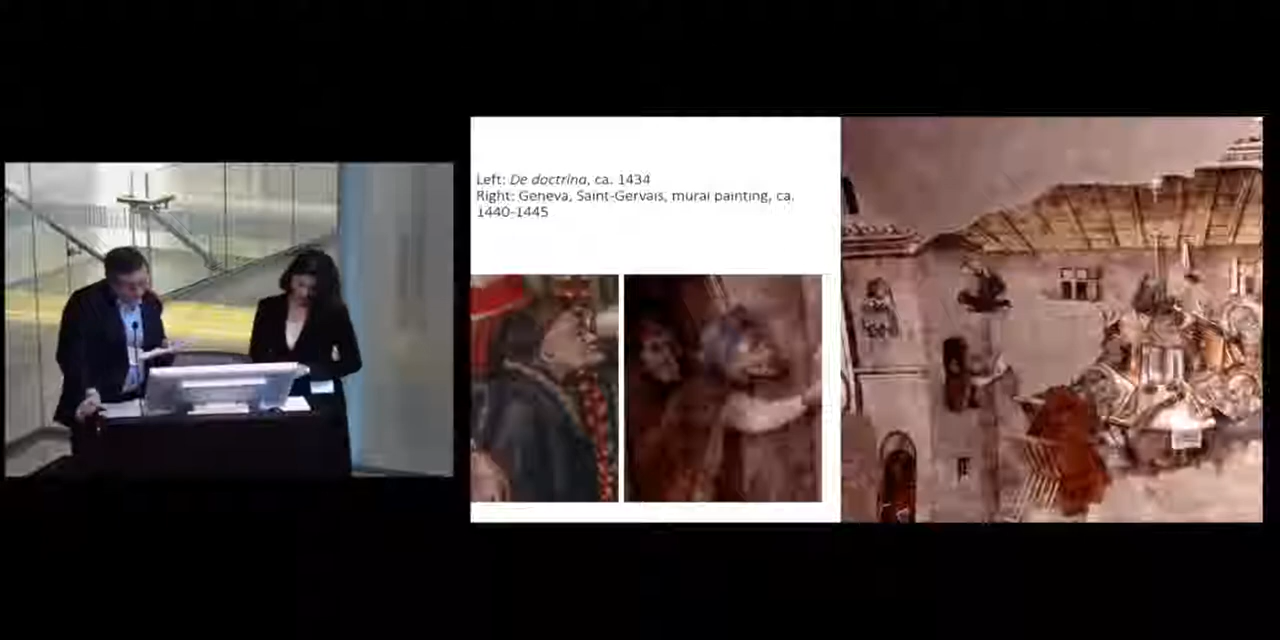 Left: De doctrina, ca. 1434
Right: Geneva, Saint-Gervais, mural painting, ca.
1440-1445